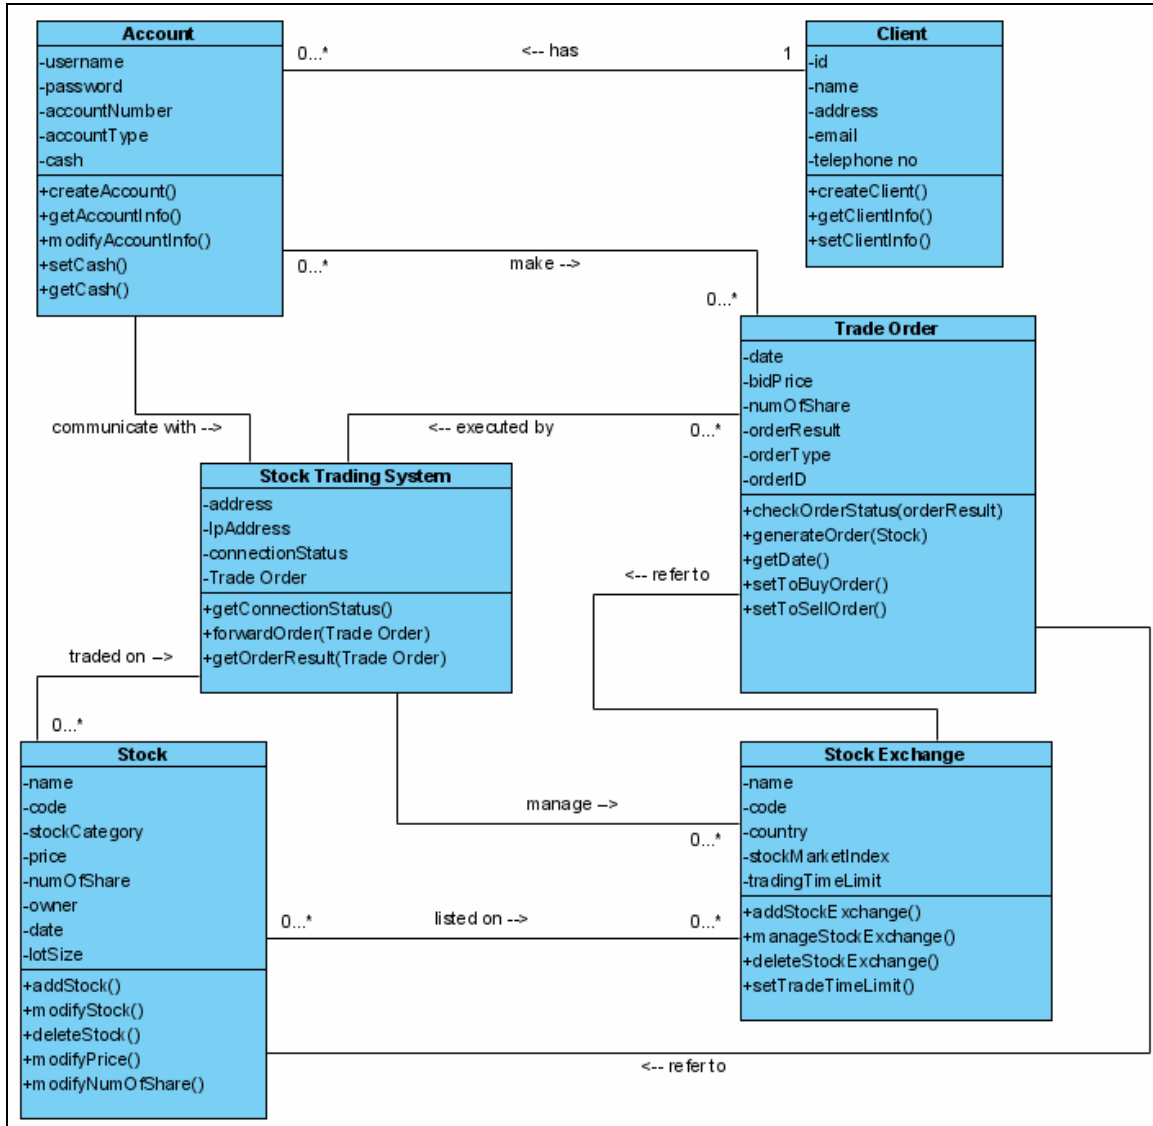 Account
-username
-password
-accountNumber
-accountType
-cash
+createAccount()
+getAccountInfo()
+modifyAccountInfo()
+setCash()
+getCash()
0...*
<-- has
1
Client
-id
-name
-address
-email
-telephone no
+createClient()
+getClientInfo()
+setClientInfo()
0...*
make -->
0...*
Trade Order
-date
-bidPrice
-numOfShare
-orderResult
-orderType
-orderID
+checkOrderStatus(orderResult)
+generateOrder(Stock)
+getDate()
+setToBuyOrder()
+setToSellOrder()
communicate with -->
<-- executed by
0...*
Stock Trading System
-address
-IpAddress
-connectionStatus
-Trade Order
+getConnectionStatus()
+forwardOrder(Trade Order)
+getOrderResult(Trade Order)
<-- refer to
traded on -->
0...*
Stock
-name
-code
-stockCategory
-price
-numOfShare
-owner
-date
-lotSize
+addStock()
+modifyStock()
+deleteStock()
+modifyPrice()
+modifyNumOfShare()
manage -->
0...*
Stock Exchange
-name
-code
-country
-stockMarketIndex
-tradingTimeLimit
+addStockExchange()
+manageStockExchange()
+deleteStockExchange()
+setTradeTimeLimit()
0...*
listed on -->
0...*
<-- refer to